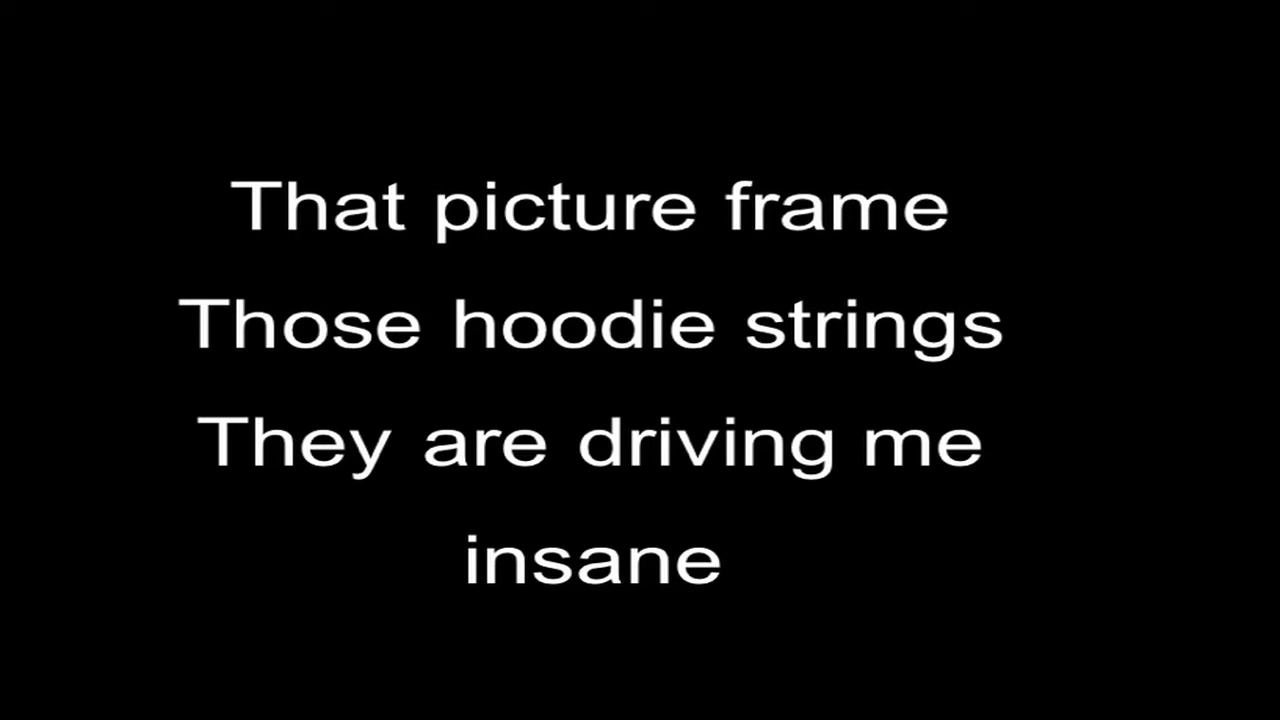 That picture frame
Those hoodie strings
They are driving me
insane